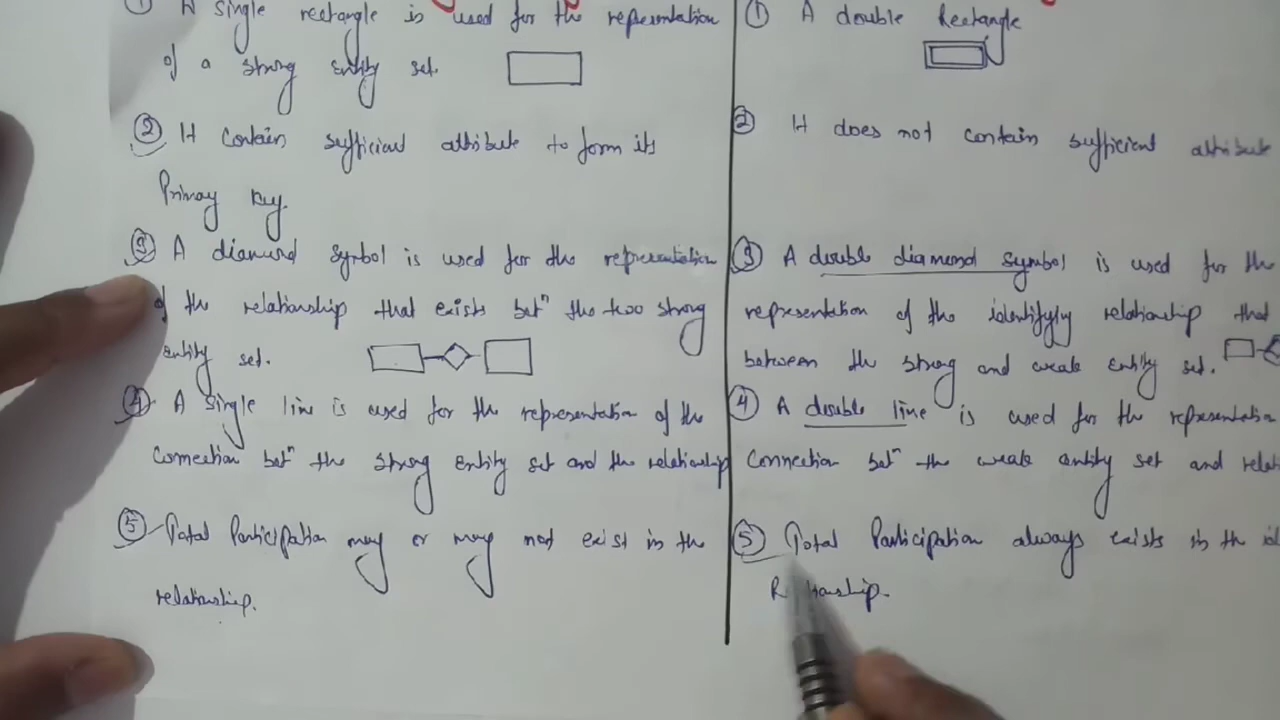 ① A single rectangle is used for the representation
of a strong entity set.
② It contain sufficient attribute to form its
Primary key.
③ A diamond symbol is used for the representation
of the relationship that exists betⁿ the two strong
entity set.
④ A single line is used for the representation of the
Connection betⁿ the strong entity set and the relationship
⑤ Total Participation may or may not exist in the
relationship.
① A double Rectangle
② It does not contain sufficient attribute
③ A double diamond symbol is used for the
representation of the identifyly relationship that
between the strong and weak entity set.
④ A double line is used for the representation
Connection betⁿ the weak entity set and
⑤ Total Participation always exists in the